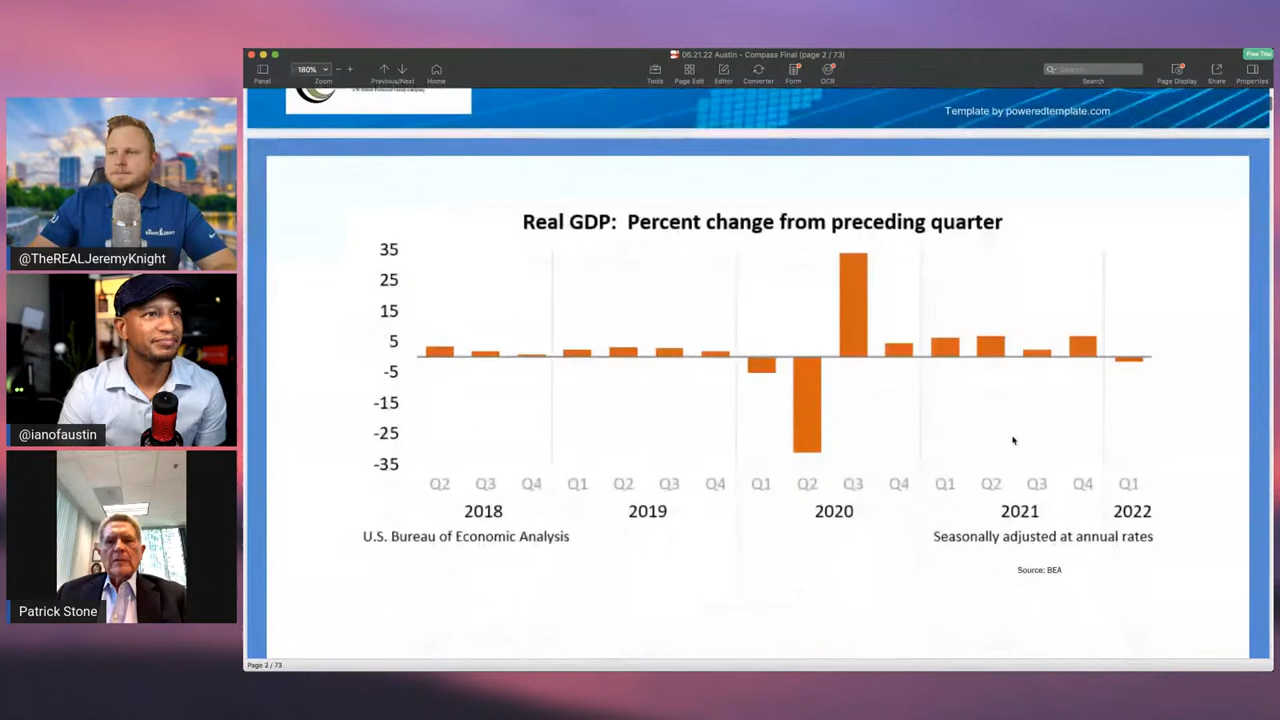 06.21.22 Austin - Compass Final (page 2 / 73)
Free Trial
180%
Panel
Zoom
Previous/Next
Home
Tools
Page Edit
Editor
Converter
Form
OCR
Search
Search
Page Display
Share
Properties
Template by poweredtemplate.com
Real GDP: Percent change from preceding quarter
35
25
15
5
-5
-15
-25
-35
Q2 Q3 Q4 Q1 Q2 Q3 Q4 Q1 Q2 Q3 Q4 Q1 Q2 Q3 Q4 Q1
2018 2019 2020 2021 2022
U.S. Bureau of Economic Analysis
Seasonally adjusted at annual rates
Source: BEA
Page 2 / 73
@TheREALJeremyKnight
@ianofaustin
Patrick Stone